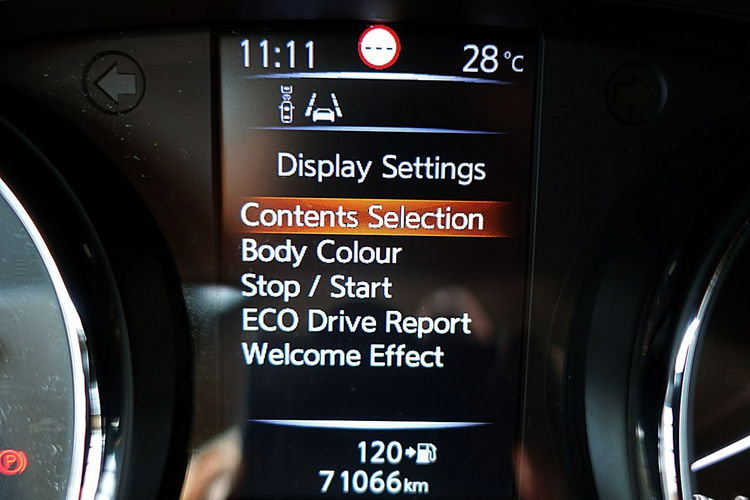 11:11 --- 28°C
Display Settings
Contents Selection
Body Colour
Stop / Start
ECO Drive Report
Welcome Effect
120
71066km
P